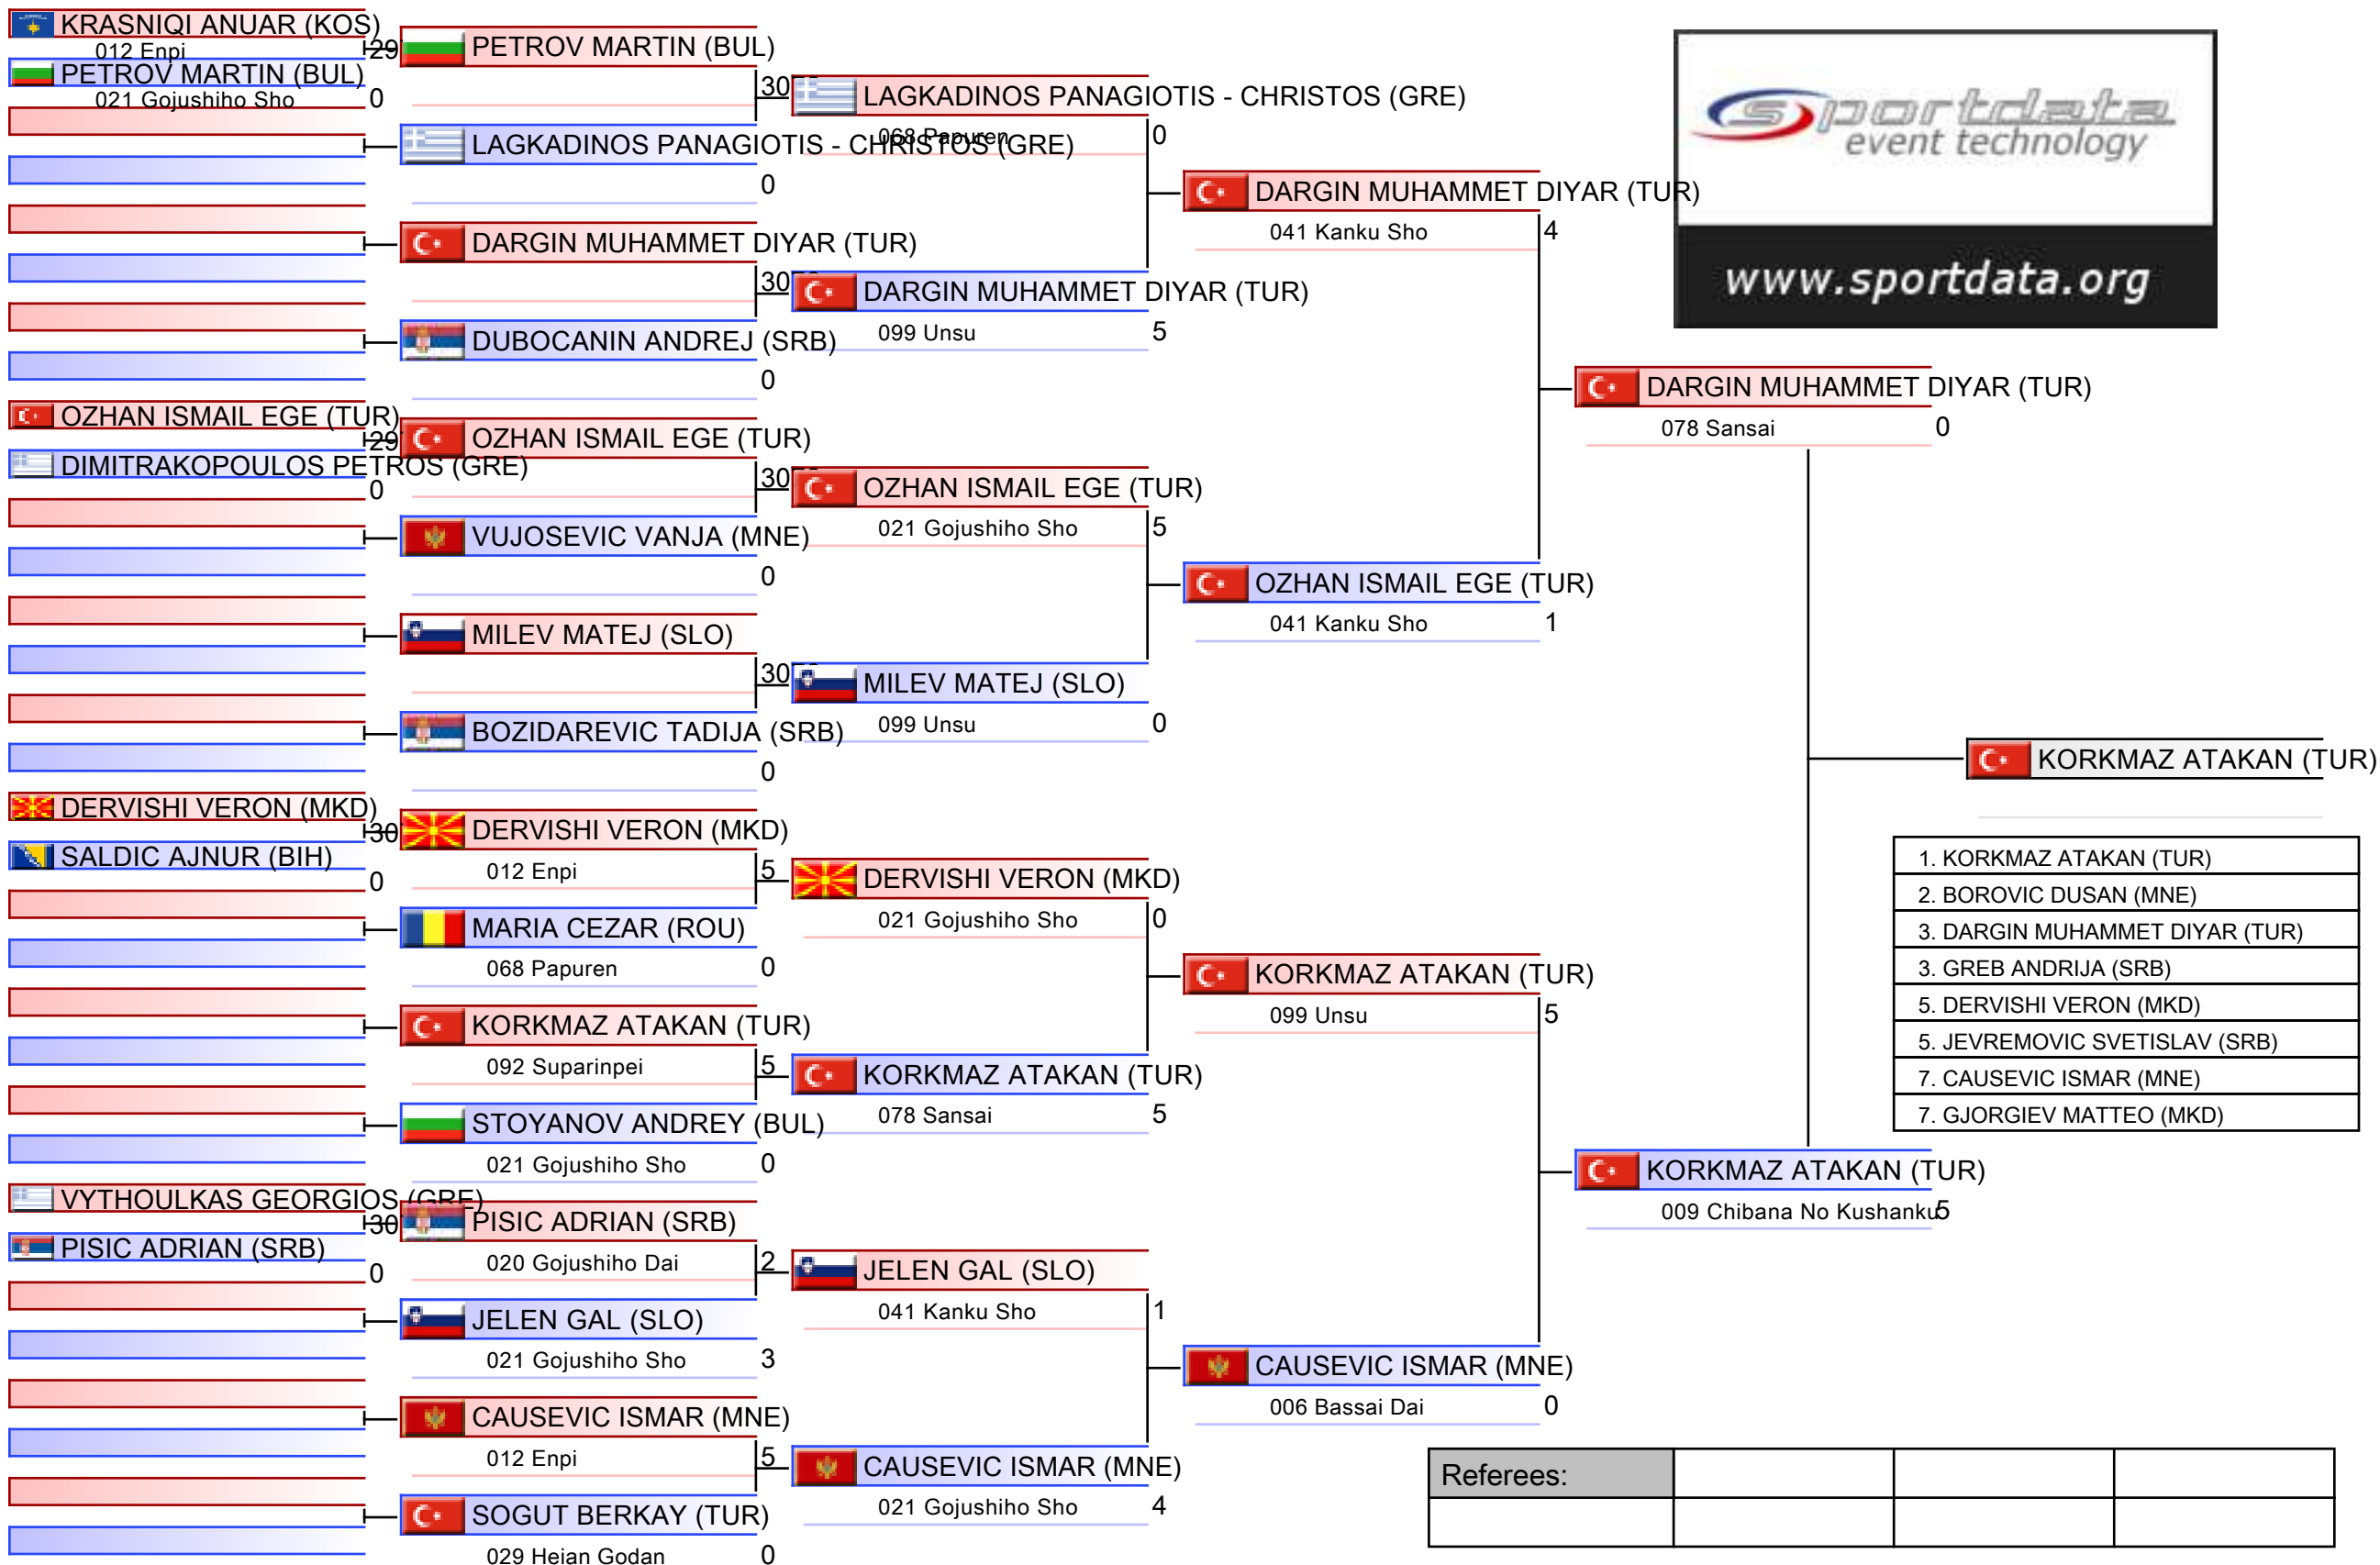 KRASNIQI ANUAR (KOS)
012 Enpi
29
PETROV MARTIN (BUL)
021 Gojushiho Sho
0
OZHAN ISMAIL EGE (TUR)
29
DIMITRAKOPOULOS PETROS (GRE)
0
DERVISHI VERON (MKD)
30
SALDIC AJNUR (BIH)
0
VYTHOULKAS GEORGIOS (GRE)
30
PISIC ADRIAN (SRB)
0
PETROV MARTIN (BUL)
30
LAGKADINOS PANAGIOTIS - CHRISTOS (GRE)
0
DARGIN MUHAMMET DIYAR (TUR)
30
DUBOCANIN ANDREJ (SRB)
0
OZHAN ISMAIL EGE (TUR)
30
VUJOSEVIC VANJA (MNE)
0
MILEV MATEJ (SLO)
30
BOZIDAREVIC TADIJA (SRB)
0
DERVISHI VERON (MKD)
012 Enpi
5
MARIA CEZAR (ROU)
068 Papuren
0
KORKMAZ ATAKAN (TUR)
092 Suparinpei
5
STOYANOV ANDREY (BUL)
021 Gojushiho Sho
0
PISIC ADRIAN (SRB)
020 Gojushiho Dai
2
JELEN GAL (SLO)
021 Gojushiho Sho
3
CAUSEVIC ISMAR (MNE)
012 Enpi
5
SOGUT BERKAY (TUR)
029 Heian Godan
0
LAGKADINOS PANAGIOTIS - CHRISTOS (GRE)
068 Papuren
0
DARGIN MUHAMMET DIYAR (TUR)
099 Unsu
5
OZHAN ISMAIL EGE (TUR)
021 Gojushiho Sho
5
MILEV MATEJ (SLO)
099 Unsu
0
DERVISHI VERON (MKD)
021 Gojushiho Sho
0
KORKMAZ ATAKAN (TUR)
078 Sansai
5
JELEN GAL (SLO)
041 Kanku Sho
1
CAUSEVIC ISMAR (MNE)
021 Gojushiho Sho
4
DARGIN MUHAMMET DIYAR (TUR)
041 Kanku Sho
4
OZHAN ISMAIL EGE (TUR)
041 Kanku Sho
1
KORKMAZ ATAKAN (TUR)
099 Unsu
5
CAUSEVIC ISMAR (MNE)
006 Bassai Dai
0
DARGIN MUHAMMET DIYAR (TUR)
078 Sansai
0
KORKMAZ ATAKAN (TUR)
009 Chibana No Kushanku
5
KORKMAZ ATAKAN (TUR)
sportdata
event technology
www.sportdata.org
1. KORKMAZ ATAKAN (TUR)
2. BOROVIC DUSAN (MNE)
3. DARGIN MUHAMMET DIYAR (TUR)
3. GREB ANDRIJA (SRB)
5. DERVISHI VERON (MKD)
5. JEVREMOVIC SVETISLAV (SRB)
7. CAUSEVIC ISMAR (MNE)
7. GJORGIEV MATTEO (MKD)
Referees: